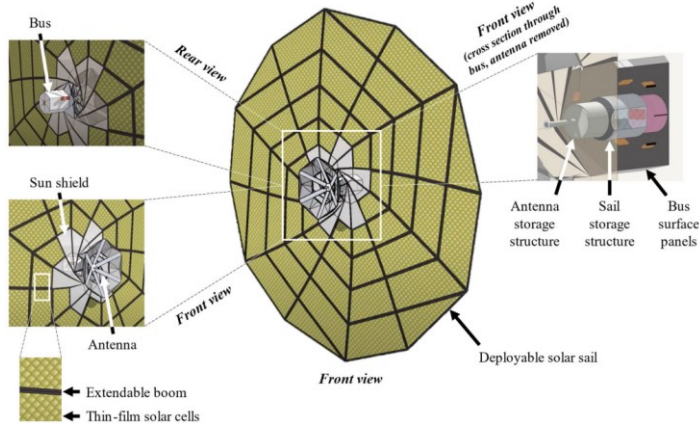 Bus
Rear view
Front view
(cross section through
bus, antenna removed)
Sun shield
Antenna
storage
structure
Sail
storage
structure
Bus
surface
panels
Front view
Antenna
Deployable solar sail
Front view
Extendable boom
Thin-film solar cells